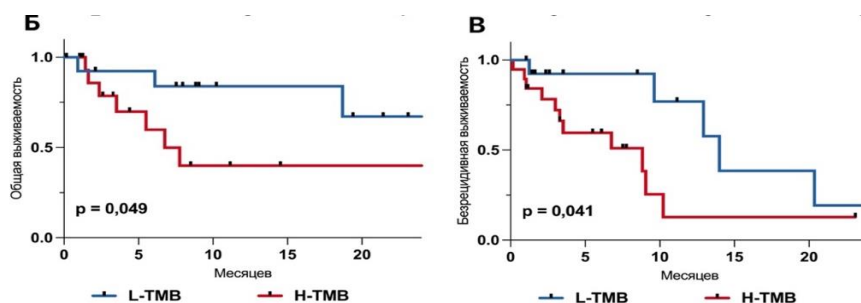 Б
Общая выживаемость
1.0
0.5
0.0
p = 0,049
0 5 10 15 20
Месяцев
L-TMB H-TMB
В
Безрецидивная выживаемость
1.0
0.5
0.0
p = 0,041
0 5 10 15 20
Месяцев
L-TMB H-TMB